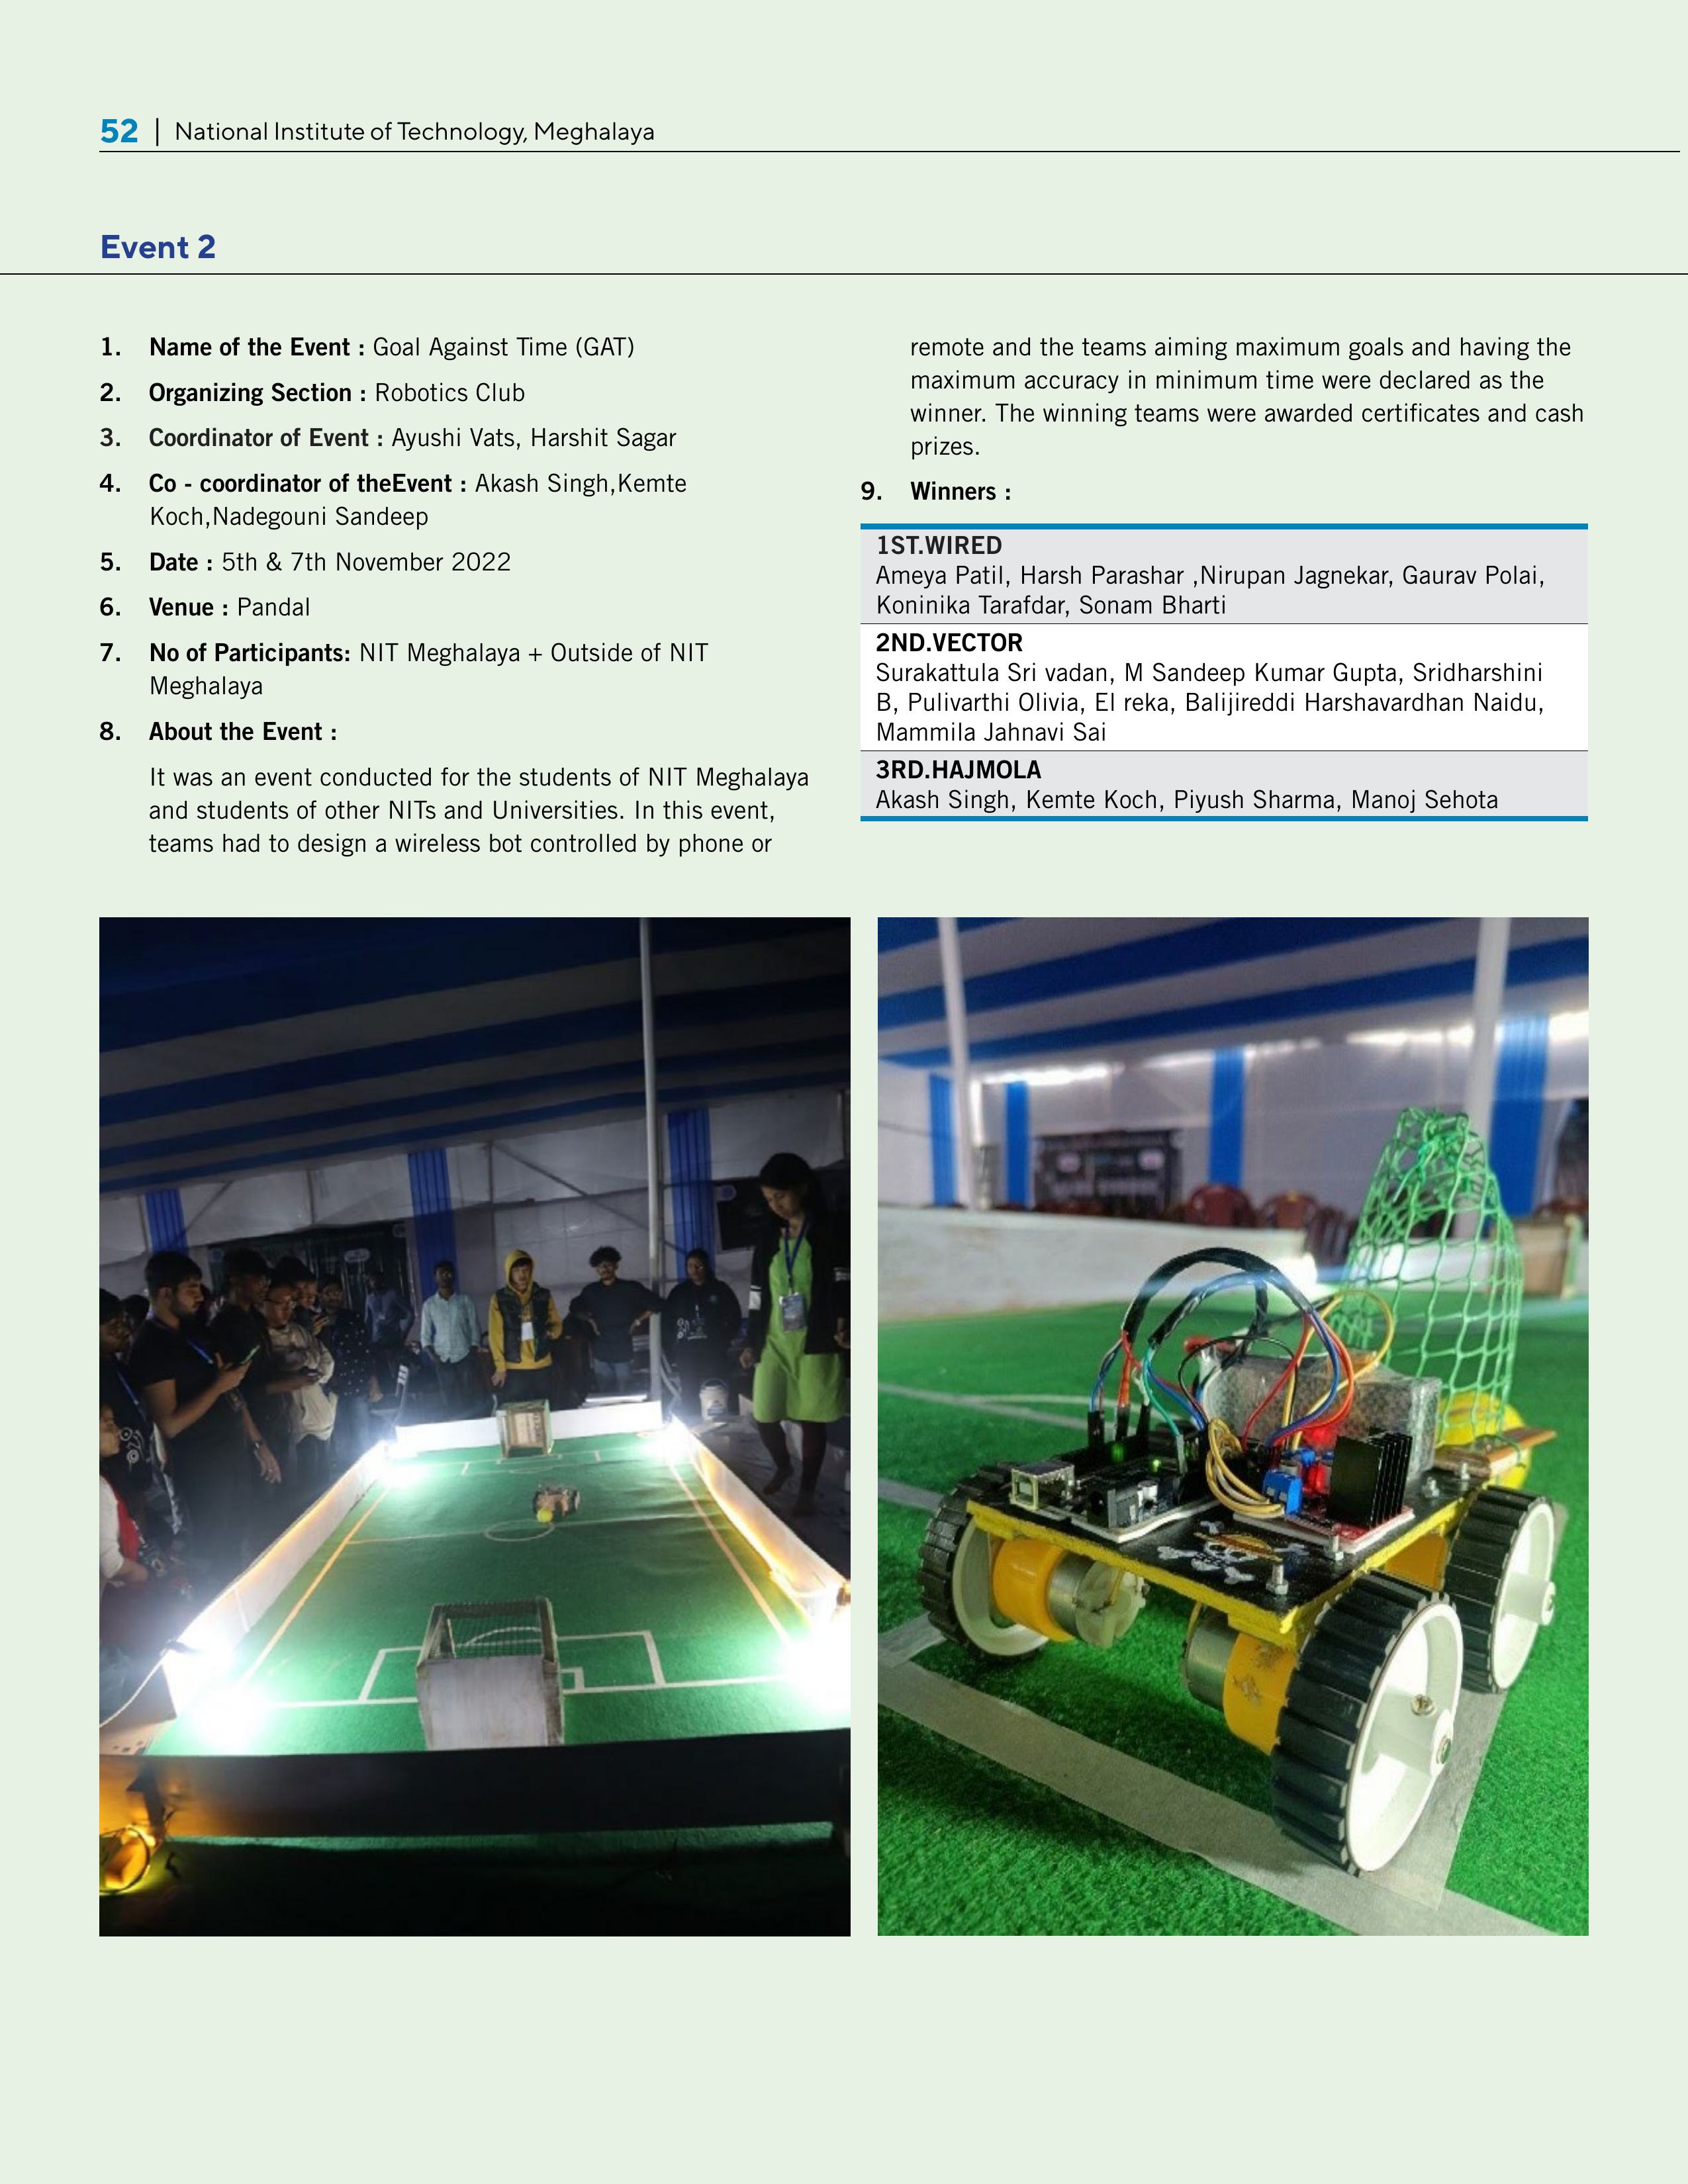 52 | National Institute of Technology, Meghalaya
Event 2
1. Name of the Event : Goal Against Time (GAT)
2. Organizing Section : Robotics Club
3. Coordinator of Event : Ayushi Vats, Harshit Sagar
4. Co - coordinator of theEvent : Akash Singh,Kemte
Koch,Nadegouni Sandeep
5. Date : 5th & 7th November 2022
6. Venue : Pandal
7. No of Participants: NIT Meghalaya + Outside of NIT
Meghalaya
8. About the Event :
It was an event conducted for the students of NIT Meghalaya
and students of other NITs and Universities. In this event,
teams had to design a wireless bot controlled by phone or
remote and the teams aiming maximum goals and having the
maximum accuracy in minimum time were declared as the
winner. The winning teams were awarded certificates and cash
prizes.
9. Winners :
1ST.WIRED
Ameya Patil, Harsh Parashar ,Nirupan Jagnekar, Gaurav Polai,
Koninika Tarafdar, Sonam Bharti
2ND.VECTOR
Surakattula Sri vadan, M Sandeep Kumar Gupta, Sridharshini
B, Pulivarthi Olivia, El reka, Balijireddi Harshavardhan Naidu,
Mammila Jahnavi Sai
3RD.HAJMOLA
Akash Singh, Kemte Koch, Piyush Sharma, Manoj Sehota